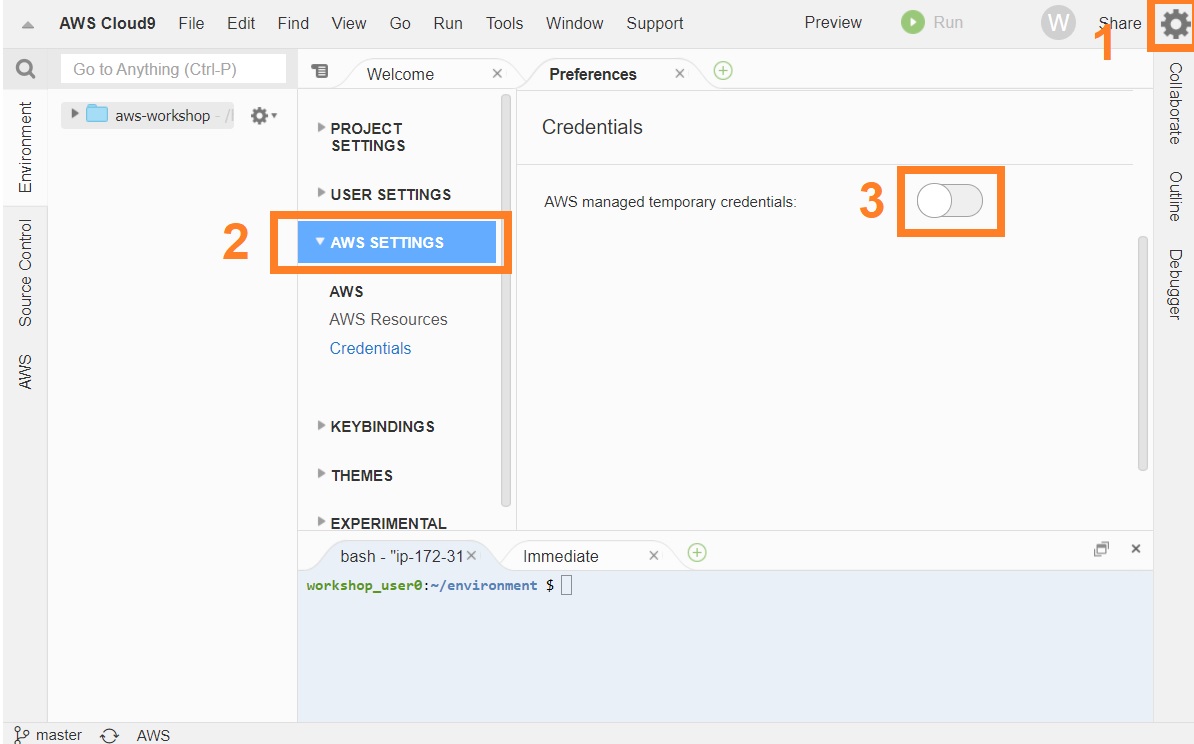 AWS Cloud9 File Edit Find View Go Run Tools Window Support Preview Run W Share
1
Go to Anything (Ctrl-P)
Welcome
Preferences
Environment
Source Control
AWS
aws-workshop - /
PROJECT
SETTINGS
USER SETTINGS
2
AWS SETTINGS
AWS
AWS Resources
Credentials
KEYBINDINGS
THEMES
EXPERIMENTAL
Credentials
AWS managed temporary credentials:
3
Collaborate
Outline
Debugger
bash - "ip-172-31
Immediate
workshop_user0:~/environment $
master AWS